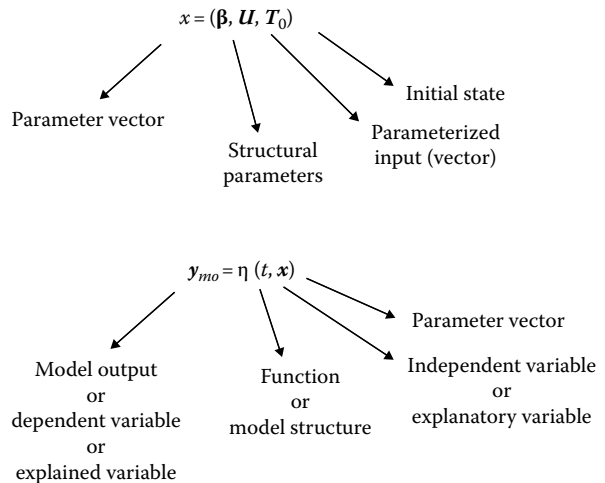 x = (β, U, T₀)
Parameter vector
Structural
parameters
Parameterized
input (vector)
Initial state
yₘₒ = η (t, x)
Model output
or
dependent variable
or
explained variable
Function
or
model structure
Independent variable
or
explanatory variable
Parameter vector